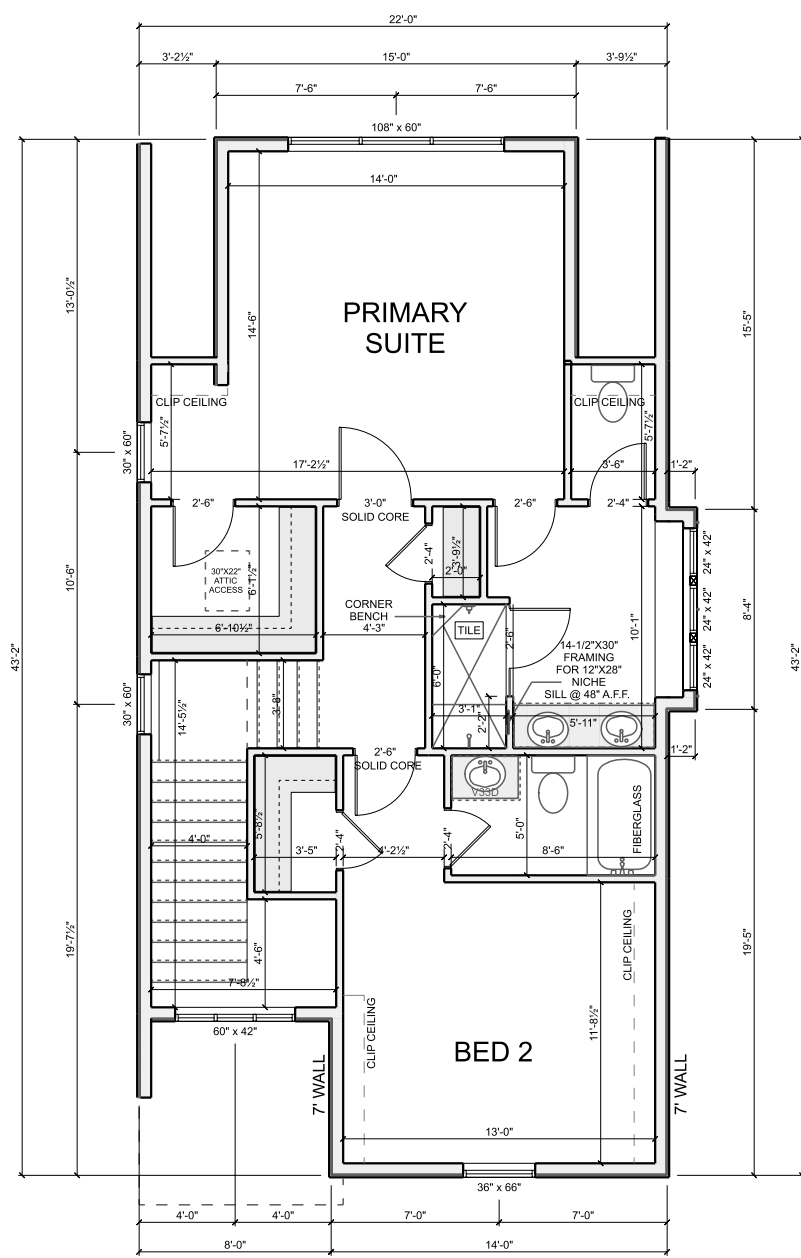 22'-0"
3'-2½"
15'-0"
3'-9½"
7'-6"
7'-6"
108" x 60"
14'-0"
13'-0½"
14'-6"
PRIMARY
SUITE
15'-5"
CLIP CEILING
CLIP CEILING
5'-7½"
5'-7½"
30" x 60"
17'-2½"
3'-6"
1'-2"
2'-6"
3'-0"
SOLID CORE
2'-6"
2'-4"
24" x 42"
24" x 42"
24" x 42"
10'-6"
30"X22"
ATTIC
ACCESS
6'-1½"
2'-4"
3'-9½"
2'-0"
8'-4"
CORNER
BENCH
TILE
6'-10½"
4'-3"
2'-6"
10'-1"
14-1/2"X30"
FRAMING
FOR 12"X28"
NICHE
SILL @ 48" A.F.F.
43'-2"
43'-2"
6'-0"
30" x 60"
14'-5½"
3'-8"
3'-1"
2'-2"
5'-11"
1'-2"
2'-6"
SOLID CORE
V33D
FIBERGLASS
5'-8½"
4'-0"
3'-5"
2'-4"
4'-2½"
2'-4"
5'-0"
8'-6"
19'-7½"
19'-5"
4'-6"
7'-8½"
CLIP CEILING
60" x 42"
CLIP CEILING
11'-8½"
BED 2
7' WALL
7' WALL
13'-0"
36" x 66"
4'-0"
4'-0"
7'-0"
7'-0"
8'-0"
14'-0"